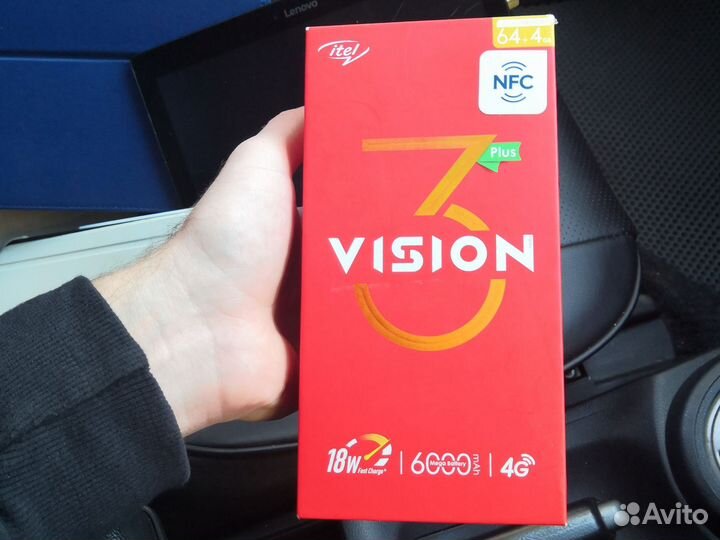 Lenovo
itel
64+4
NFC
3
Plus
VISION
18W
Fast Charge
6000mAh
Mega Battery
4G
Avito